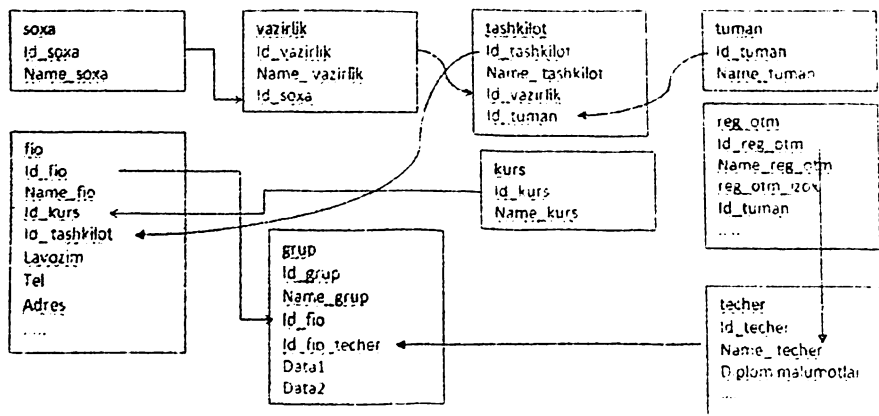 soxa
Id_soxa
Name_soxa
vazirlik
Id_vazirlik
Name_vazirlik
Id_soxa
tashkilot
Id_tashkilot
Name_tashkilot
Id_vazirlik
Id_tuman
tuman
Id_tuman
Name_tuman
fio
Id_fio
Name_fio
Id_kurs
Id_tashkilot
Lavozim
Tel
Adres
.....
kurs
Id_kurs
Name_kurs
reg_otm
Id_reg_otm
Name_reg_otm
Id_tuman
.....
grup
Id_grup
Name_grup
Id_fio
Id_fio_techer
Data1
Data2
techer
Id_techer
Name_techer
Diplom malumotlar
...